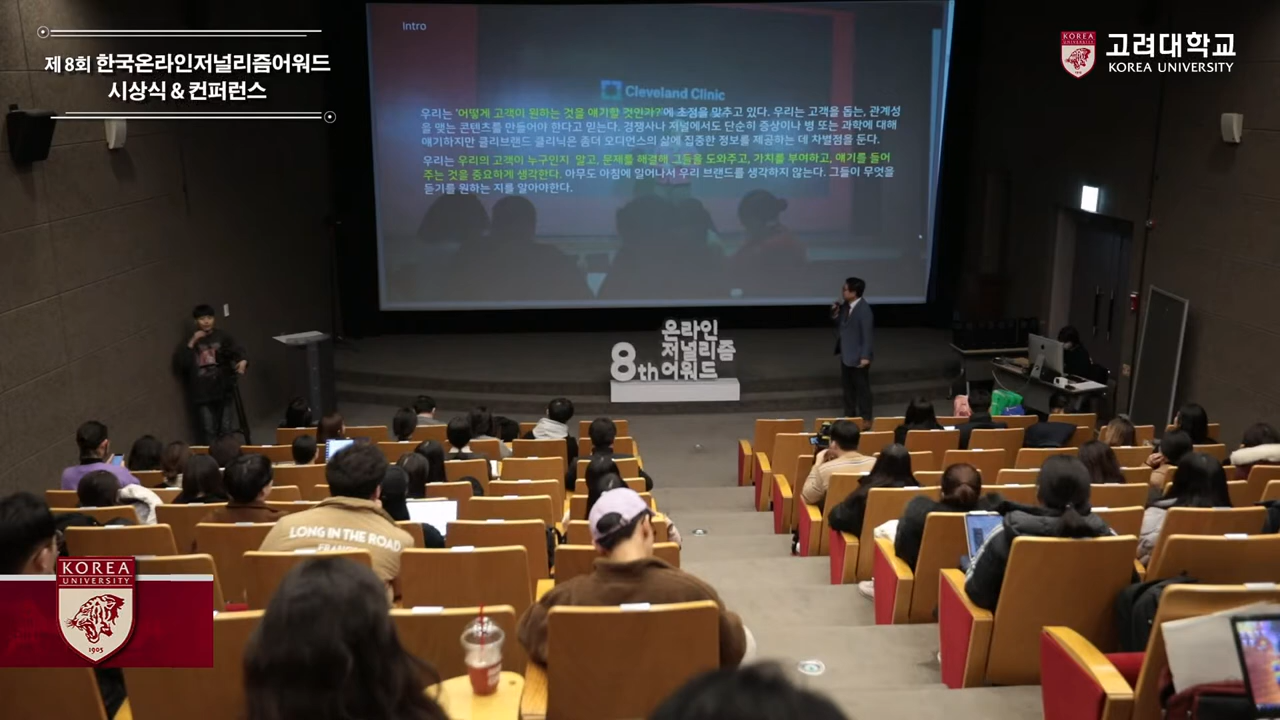 제8회 한국온라인저널리즘어워드
시상식 & 컨퍼런스
KOREA
UNIVERSITY
고려대학교
KOREA UNIVERSITY
Intro
Cleveland Clinic
우리는 '어떻게 고객이 원하는 것을 얘기할 것인가?'에 초점을 맞추고 있다. 우리는 고객을 돕는, 관계성
을 맺는 콘텐츠를 만들어야 한다고 믿는다. 경쟁사나 저널에서도 단순히 증상이나 병 또는 과학에 대해
얘기하지만 클리브랜드 클리닉은 좀더 오디언스의 삶에 집중한 정보를 제공하는 데 차별점을 둔다.
우리는 우리의 고객이 누구인지 알고, 문제를 해결해 그들을 도와주고, 가치를 부여하고, 얘기를 들어
주는 것을 중요하게 생각한다. 아무도 아침에 일어나서 우리 브랜드를 생각하지 않는다. 그들이 무엇을
듣기를 원하는 지를 알아야한다.
8th 온라인
저널리즘
어워드
LONG IN THE ROAD
KOREA
UNIVERSITY
1905